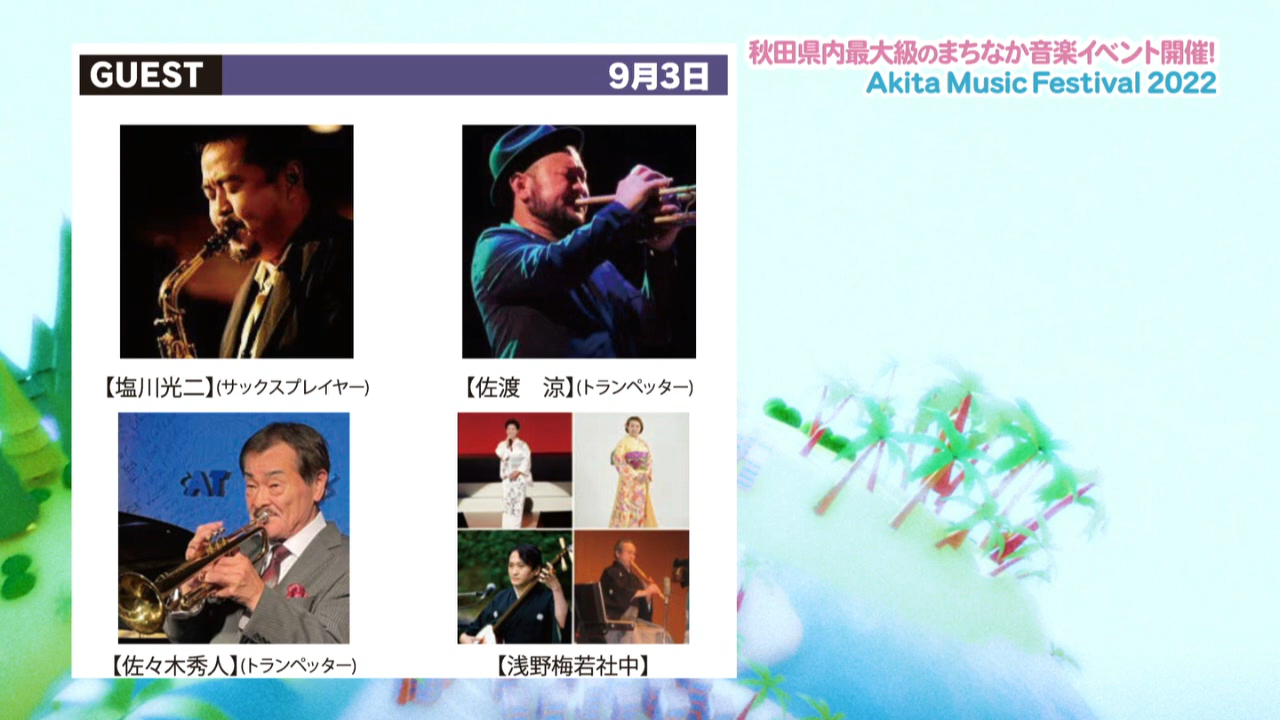 秋田県内最大級のまちなか音楽イベント開催!
Akita Music Festival 2022
GUEST 9月3日
【塩川光二】(サックスプレイヤー)
【佐渡　涼】(トランペッター)
CAT
【佐々木秀人】(トランペッター)
【浅野梅若社中】